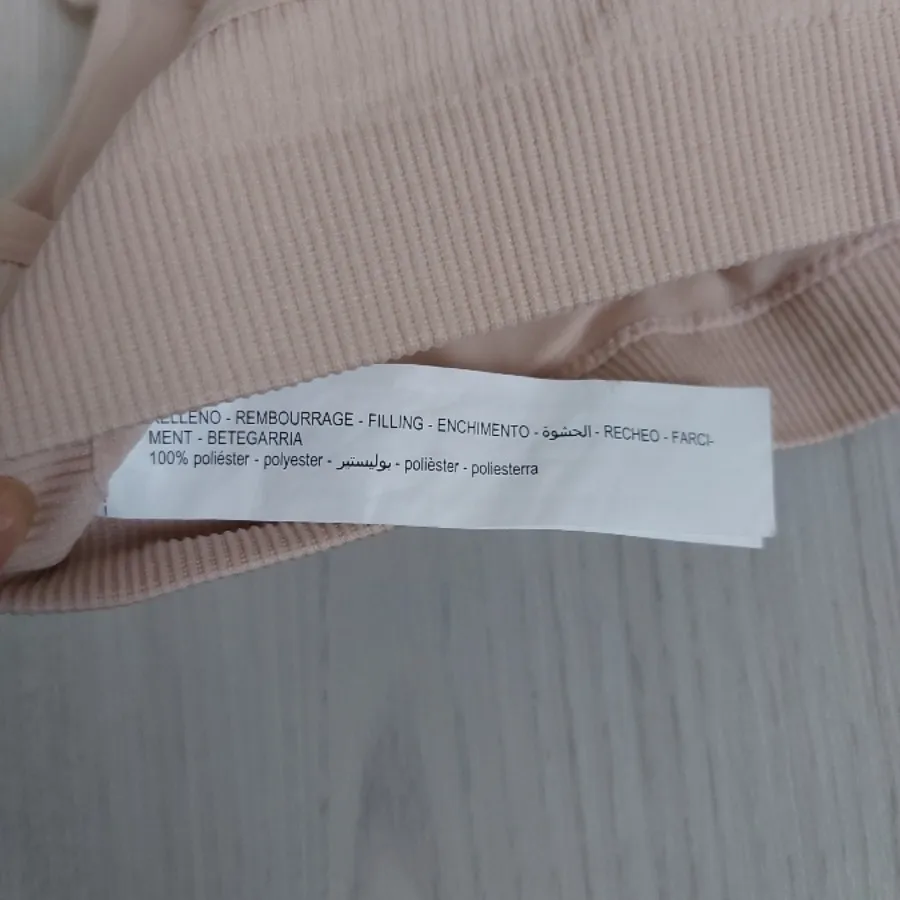 RELLENO - REMBOURRAGE - FILLING - ENCHIMENTO - الحشوة - RECHEO - FARCI-
MENT - BETEGARRIA
100% poliéster - polyester - بوليستير - polièster - poliesterra